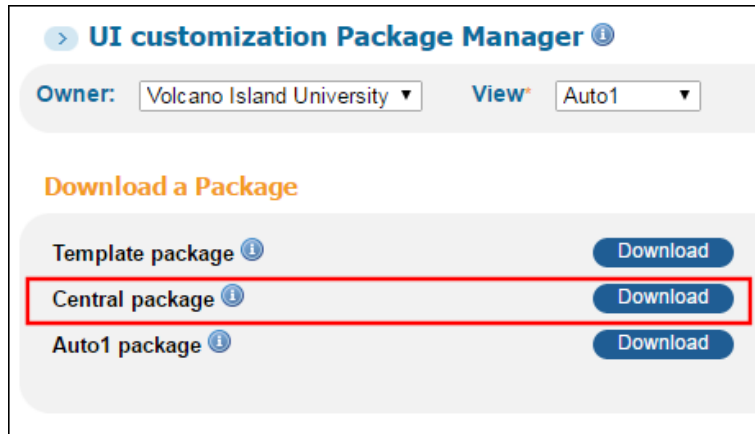 UI customization Package Manager
Owner: Volcano Island University View* Auto1
Download a Package
Template package Download
Central package Download
Auto1 package Download